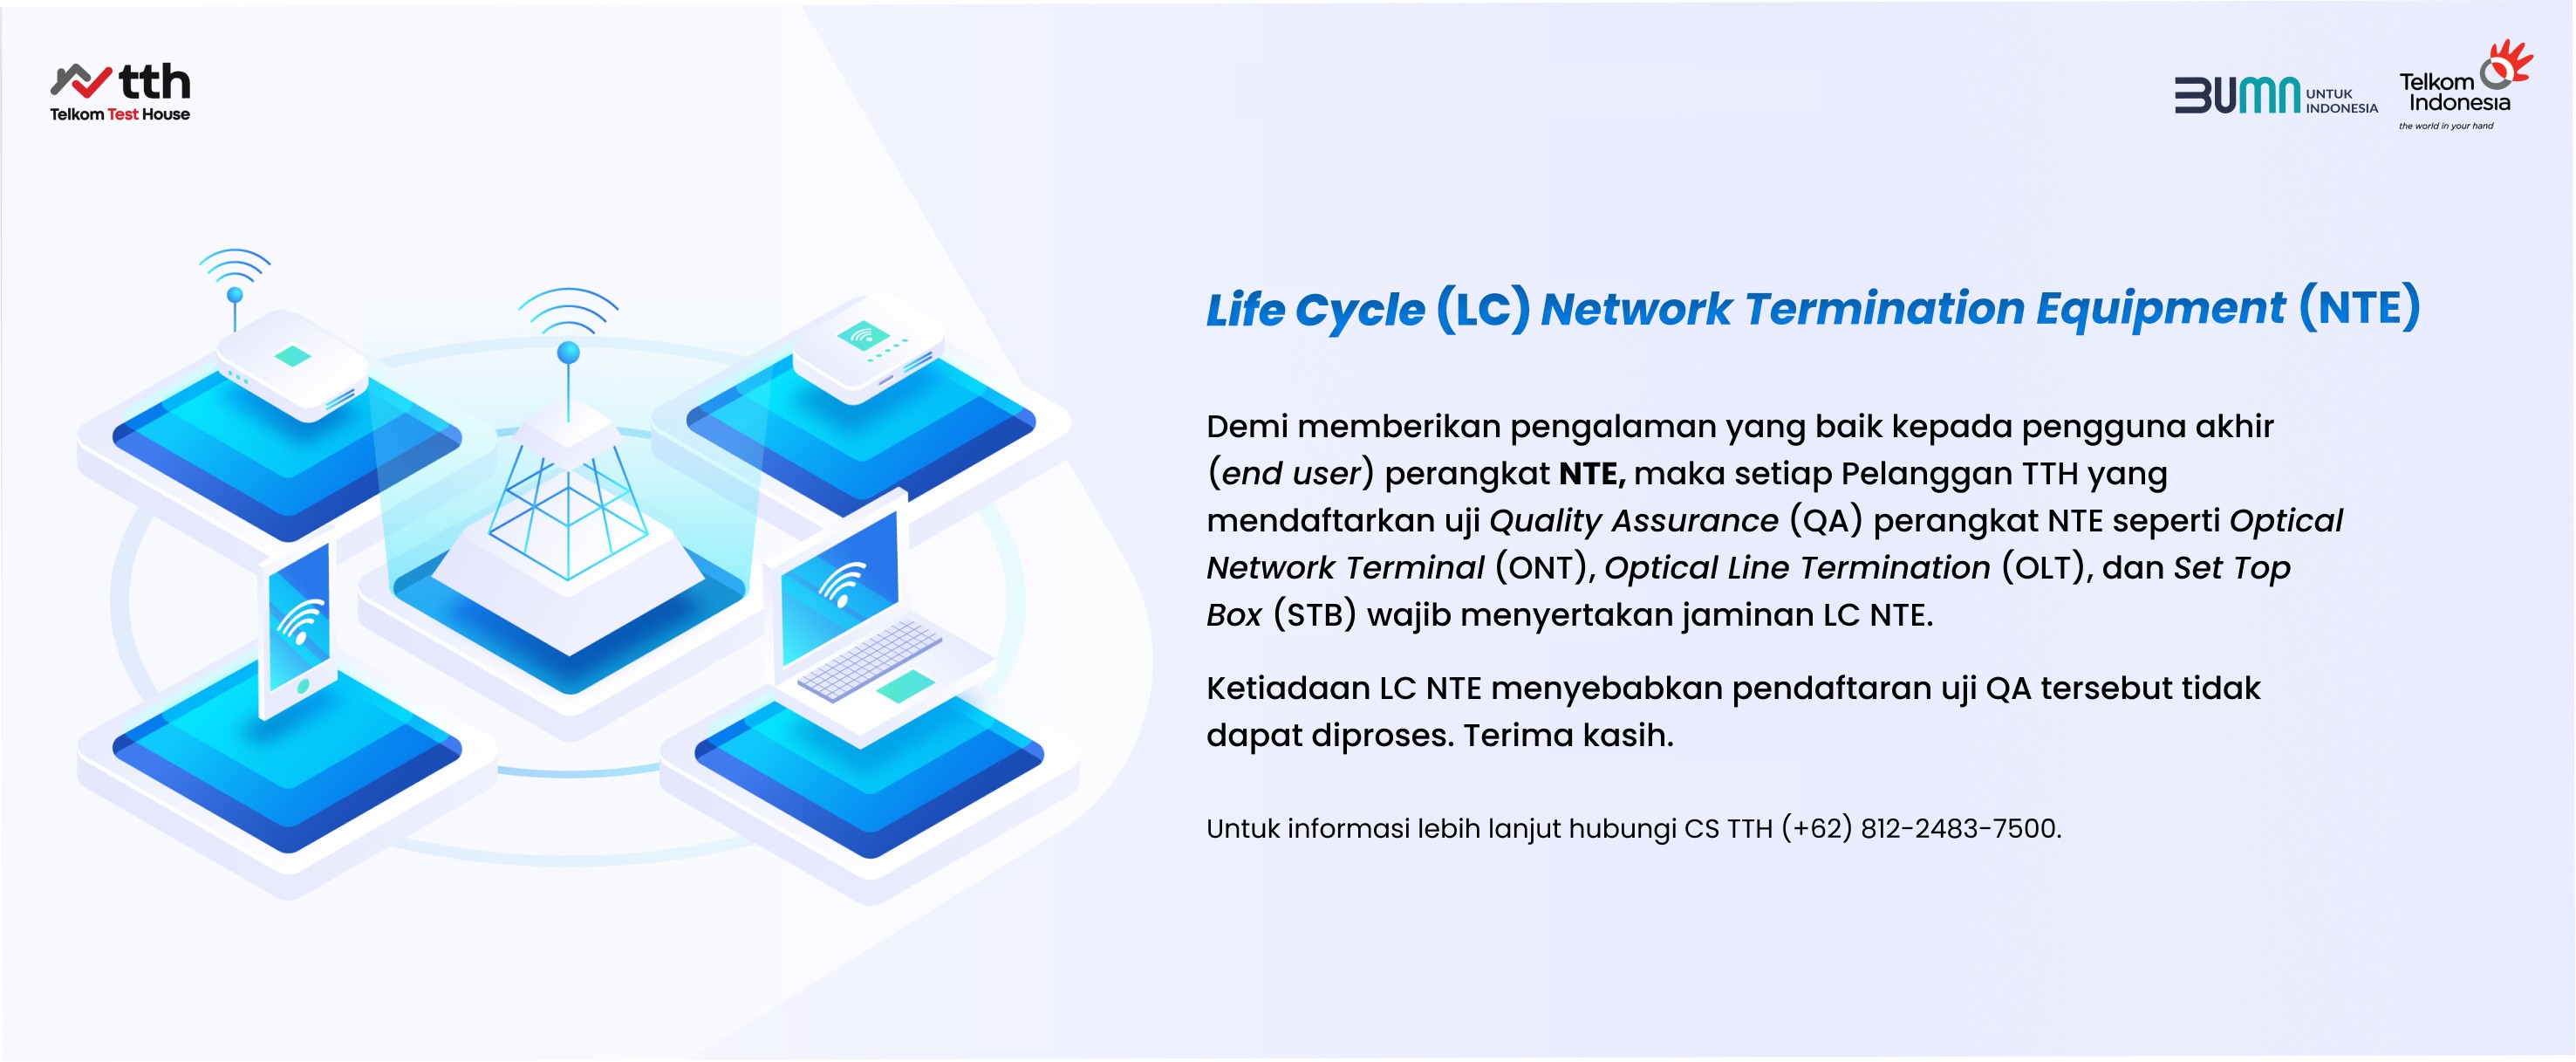 tth
Telkom Test House
BUMN UNTUK
INDONESIA
Telkom
Indonesia
the world in your hand
Life Cycle (LC) Network Termination Equipment (NTE)
Demi memberikan pengalaman yang baik kepada pengguna akhir
(end user) perangkat NTE, maka setiap Pelanggan TTH yang
mendaftarkan uji Quality Assurance (QA) perangkat NTE seperti Optical
Network Terminal (ONT), Optical Line Termination (OLT), dan Set Top
Box (STB) wajib menyertakan jaminan LC NTE.
Ketiadaan LC NTE menyebabkan pendaftaran uji QA tersebut tidak
dapat diproses. Terima kasih.
Untuk informasi lebih lanjut hubungi CS TTH (+62) 812-2483-7500.